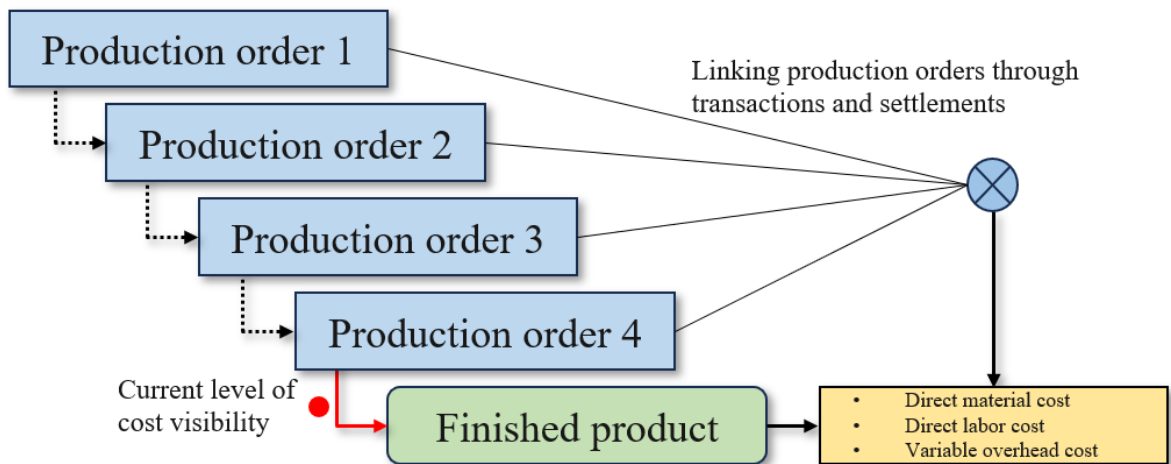 Production order 1
Linking production orders through
transactions and settlements
Production order 2
Production order 3
Production order 4
Current level of
cost visibility
Finished product
• Direct material cost
• Direct labor cost
• Variable overhead cost